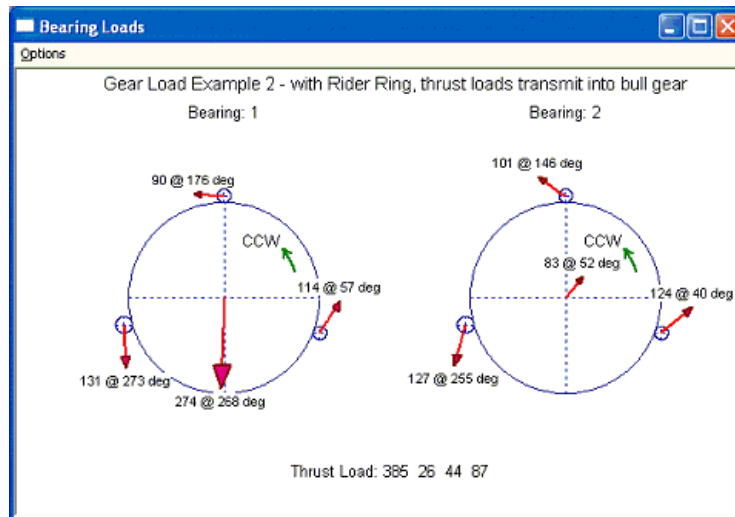 Bearing Loads
Options
Gear Load Example 2 - with Rider Ring, thrust loads transmit into bull gear
Bearing: 1
Bearing: 2
90 @ 176 deg
CCW
114 @ 57 deg
131 @ 273 deg
274 @ 268 deg
101 @ 146 deg
CCW
83 @ 52 deg
124 @ 40 deg
127 @ 255 deg
Thrust Load: 385 26 44 87